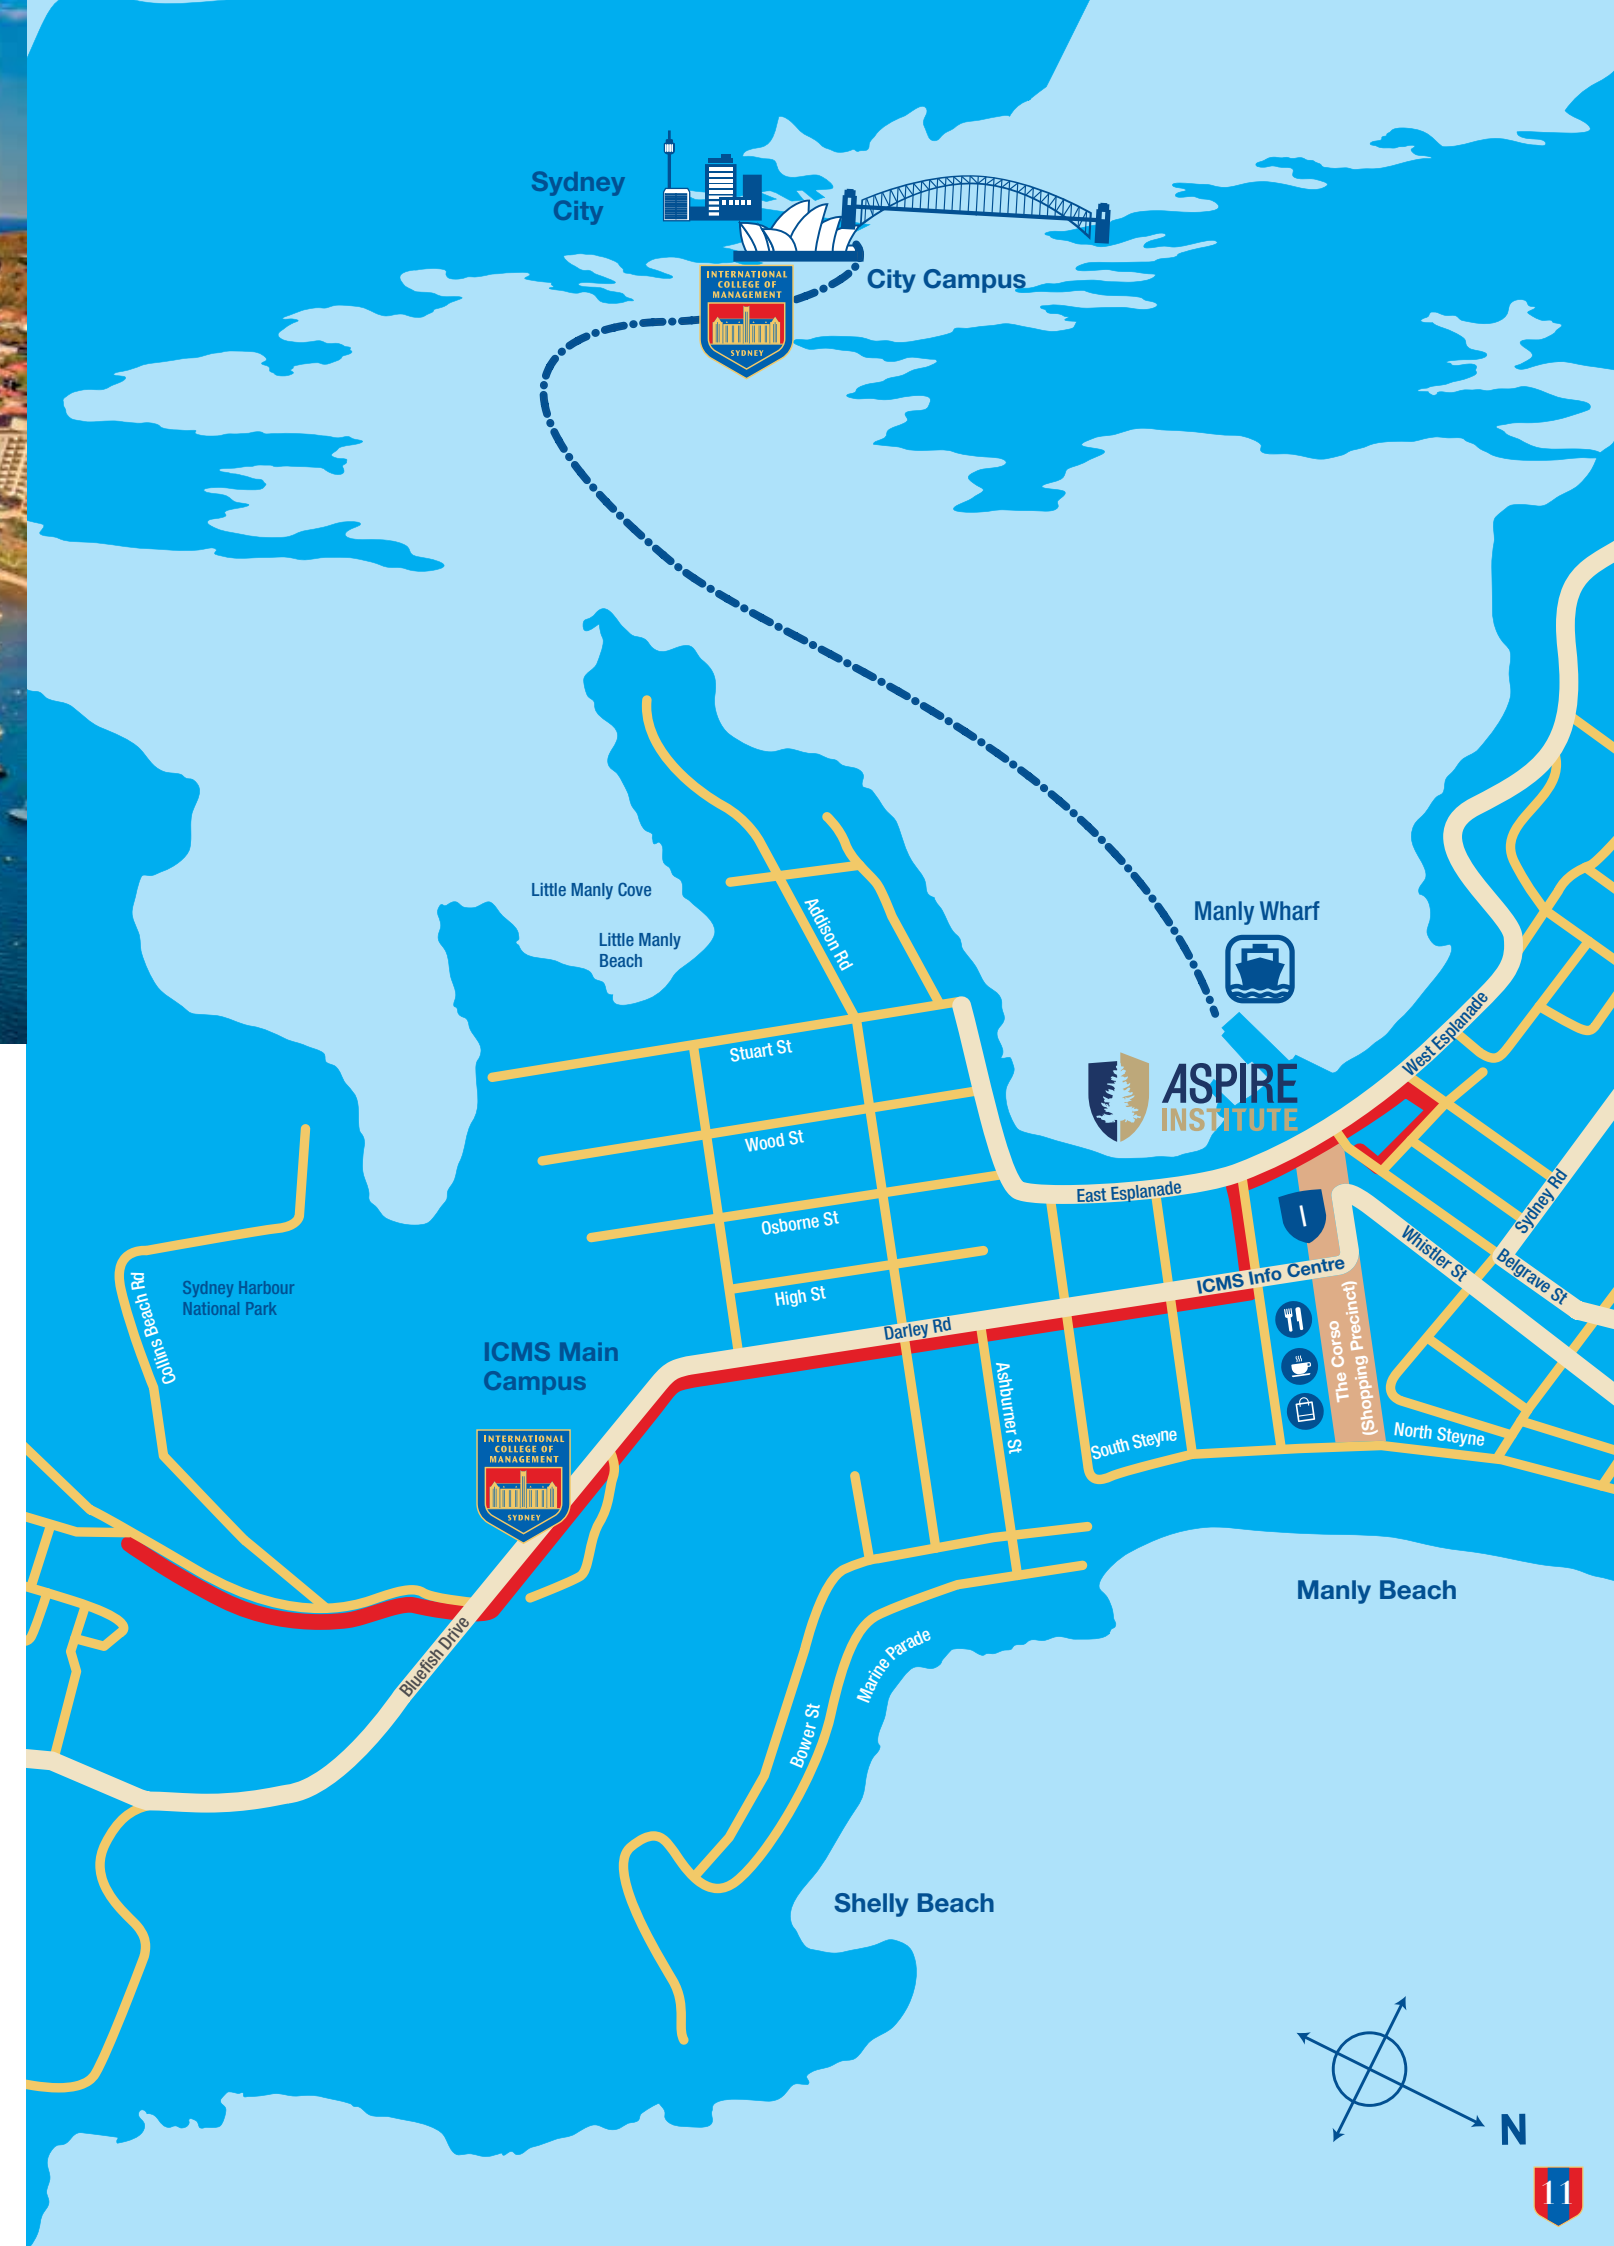 Sydney
City
City Campus
INTERNATIONAL
COLLEGE OF
MANAGEMENT
SYDNEY
Little Manly Cove
Little Manly
Beach
Addison Rd
Manly Wharf
West Esplanade
Stuart St
ASPIRE
INSTITUTE
Wood St
East Esplanade
Osborne St
I
Sydney Rd
Whistler St
Belgrave St
ICMS Info Centre
Collins Beach Rd
Sydney Harbour
National Park
High St
Darley Rd
The Corso
(Shopping Precinct)
ICMS Main
Campus
Ashburner St
South Steyne
North Steyne
INTERNATIONAL
COLLEGE OF
MANAGEMENT
SYDNEY
Manly Beach
Bluefish Drive
Marine Parade
Bower St
Shelly Beach
N
11